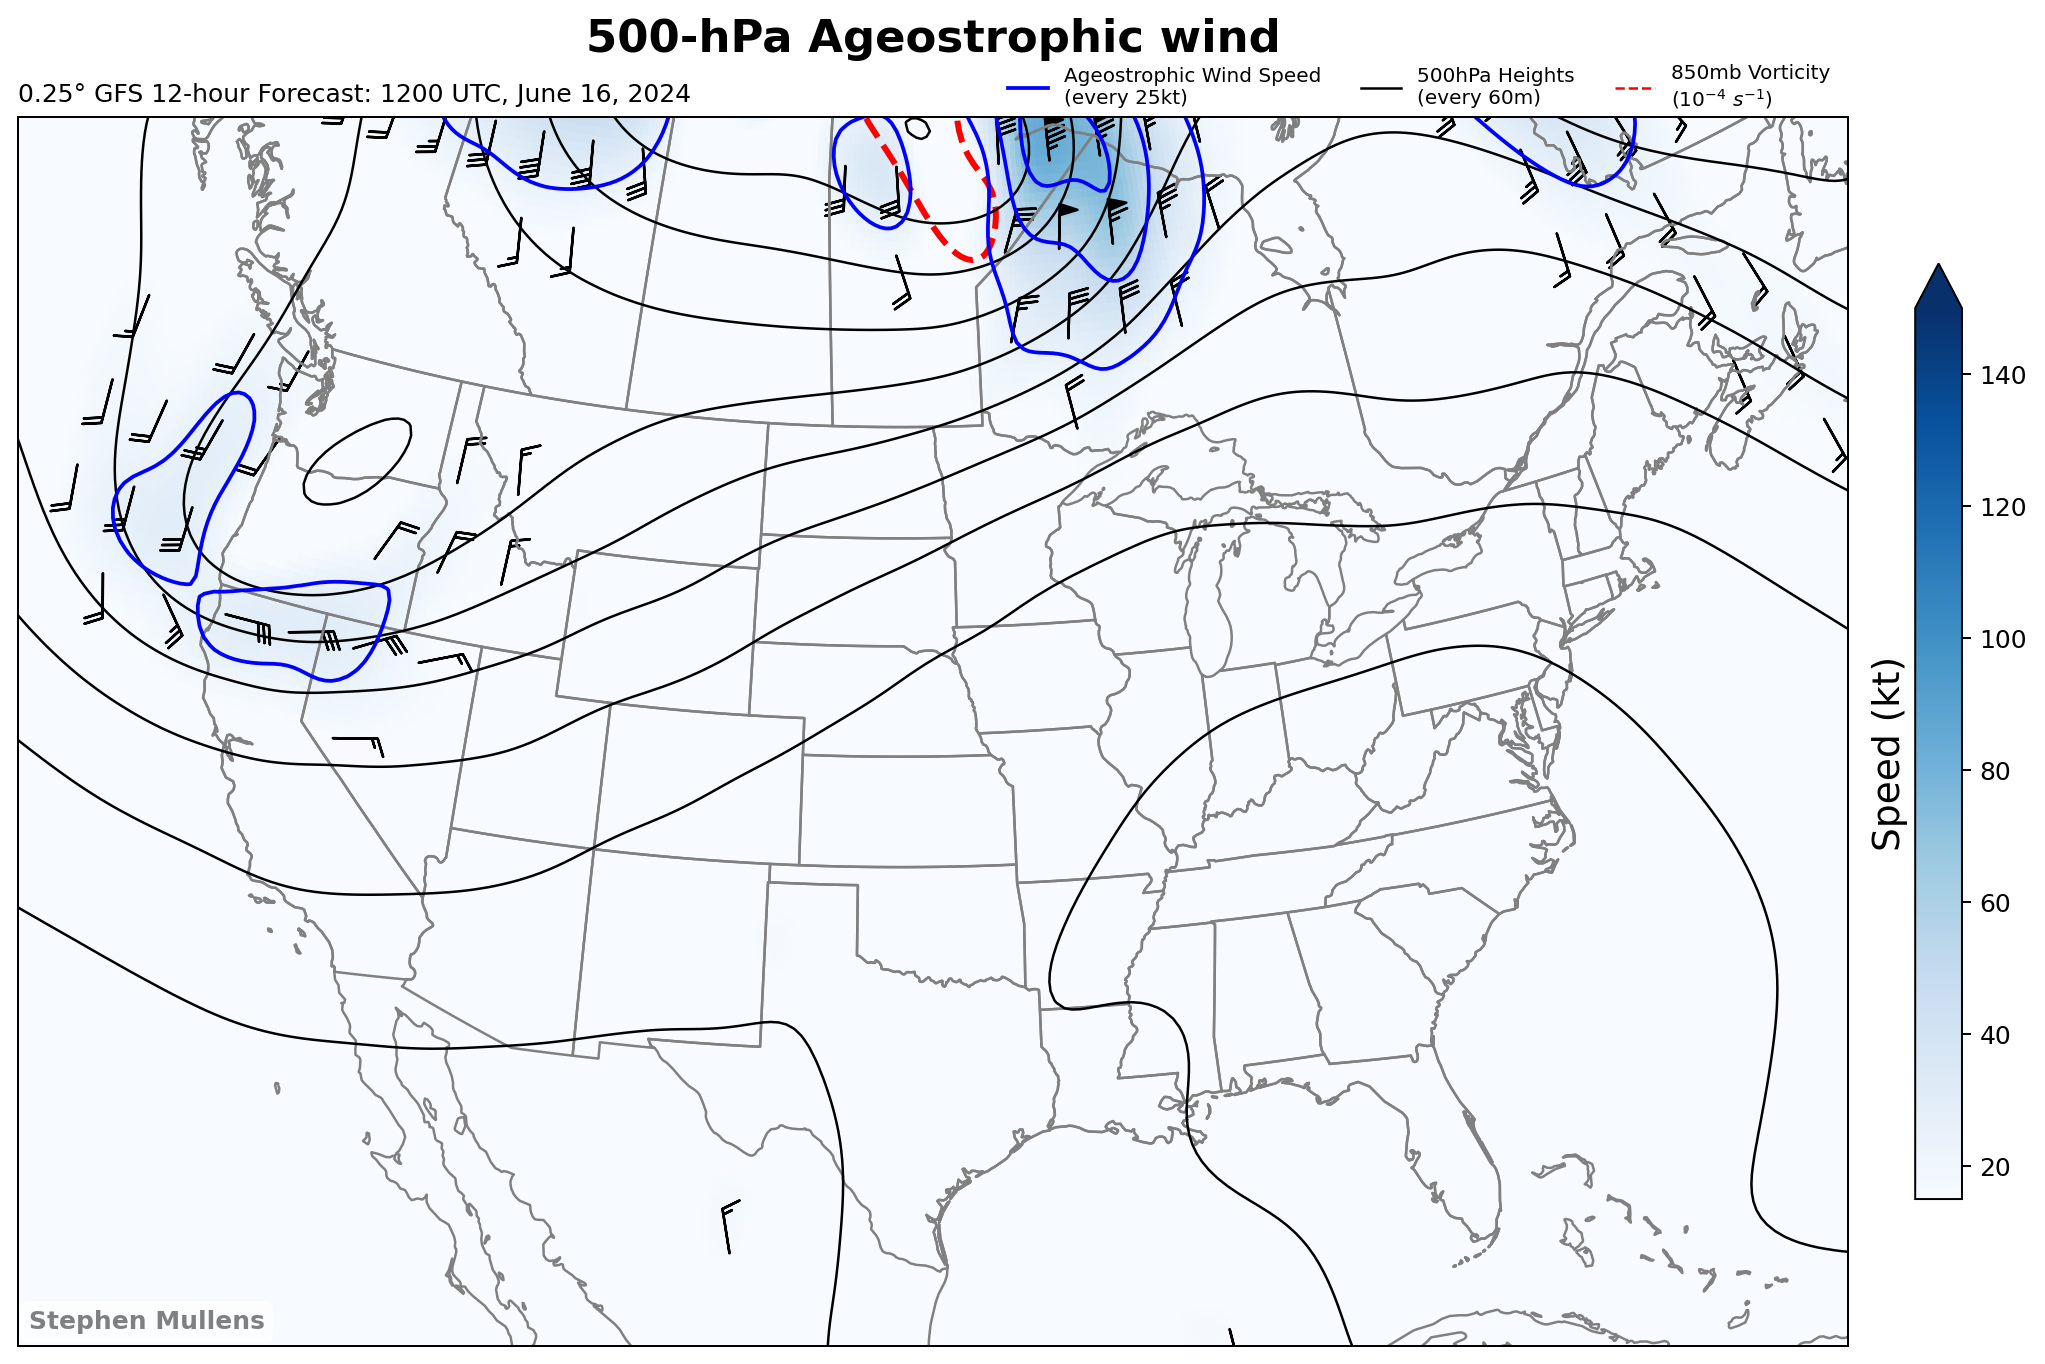 500-hPa Ageostrophic wind
0.25° GFS 12-hour Forecast: 1200 UTC, June 16, 2024
Ageostrophic Wind Speed
(every 25kt)
500hPa Heights
(every 60m)
850mb Vorticity
(10⁻⁴ s⁻¹)
140
120
100
80
60
40
20
Speed (kt)
Stephen Mullens